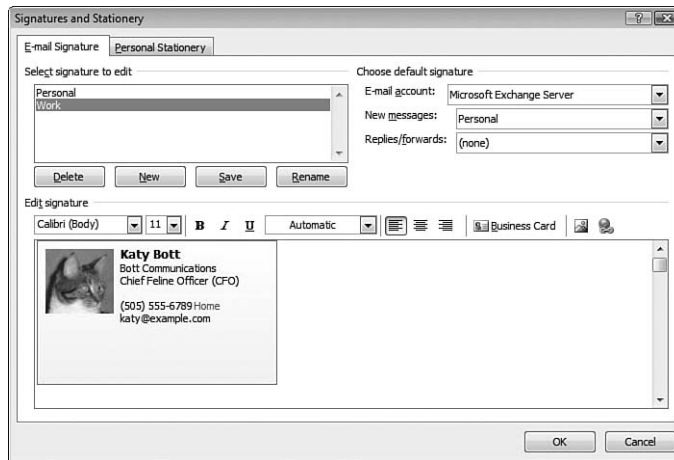 Signatures and Stationery
E-mail Signature
Personal Stationery
Select signature to edit
Choose default signature
Personal
Work
E-mail account:
Microsoft Exchange Server
New messages:
Personal
Replies/forwards:
(none)
Delete
New
Save
Rename
Edit signature
Calibri (Body)
11
B
I
U
Automatic
Business Card
Katy Bott
Bott Communications
Chief Feline Officer (CFO)
(505) 555-6789 Home
katy@example.com
OK
Cancel